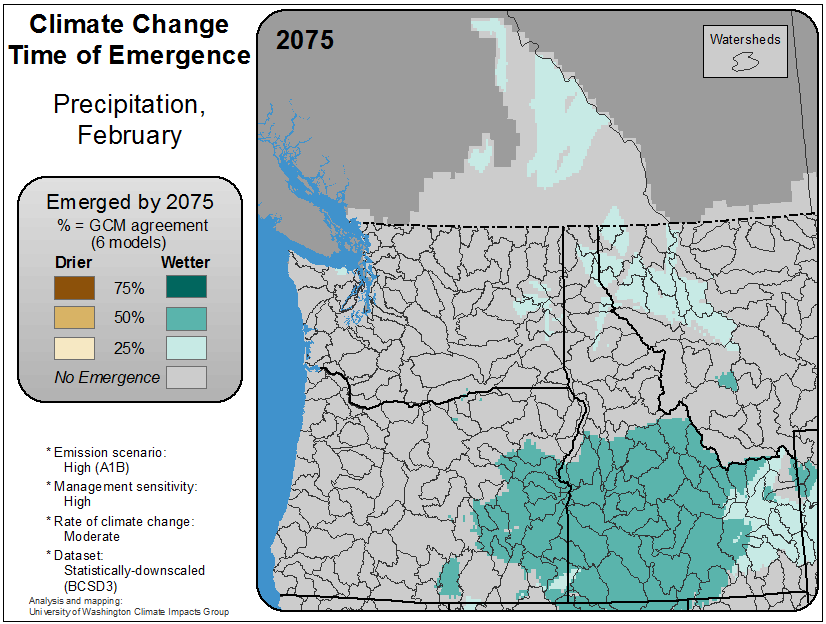 Climate Change
Time of Emergence
Precipitation,
February
Emerged by 2075
% = GCM agreement
(6 models)
Drier Wetter
75%
50%
25%
No Emergence
* Emission scenario:
High (A1B)
* Management sensitivity:
High
* Rate of climate change:
Moderate
* Dataset:
Statistically-downscaled
(BCSD3)
Analysis and mapping:
University of Washington Climate Impacts Group
2075
Watersheds